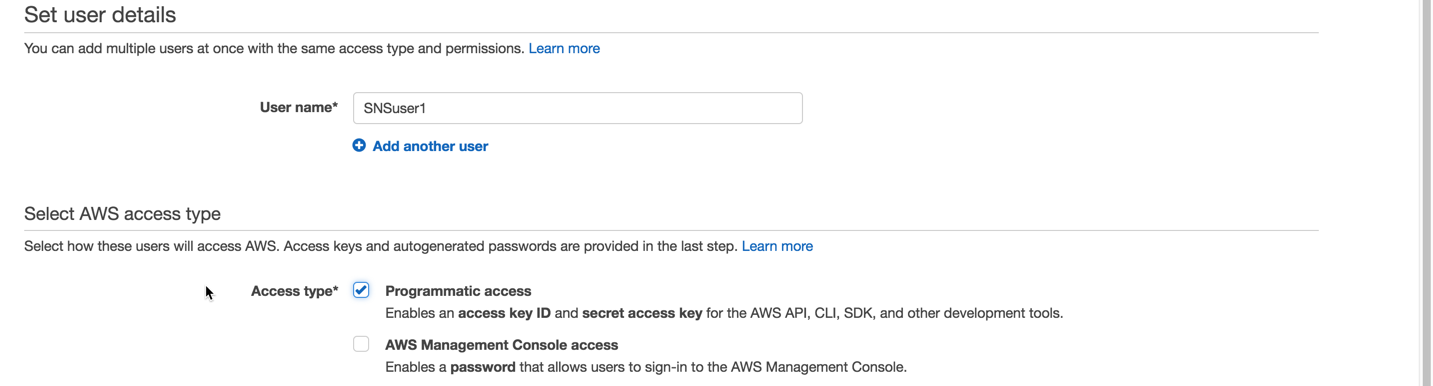 Set user details
You can add multiple users at once with the same access type and permissions. Learn more
User name* SNSuser1
Add another user
Select AWS access type
Select how these users will access AWS. Access keys and autogenerated passwords are provided in the last step. Learn more
Access type* Programmatic access
Enables an access key ID and secret access key for the AWS API, CLI, SDK, and other development tools.
AWS Management Console access
Enables a password that allows users to sign-in to the AWS Management Console.